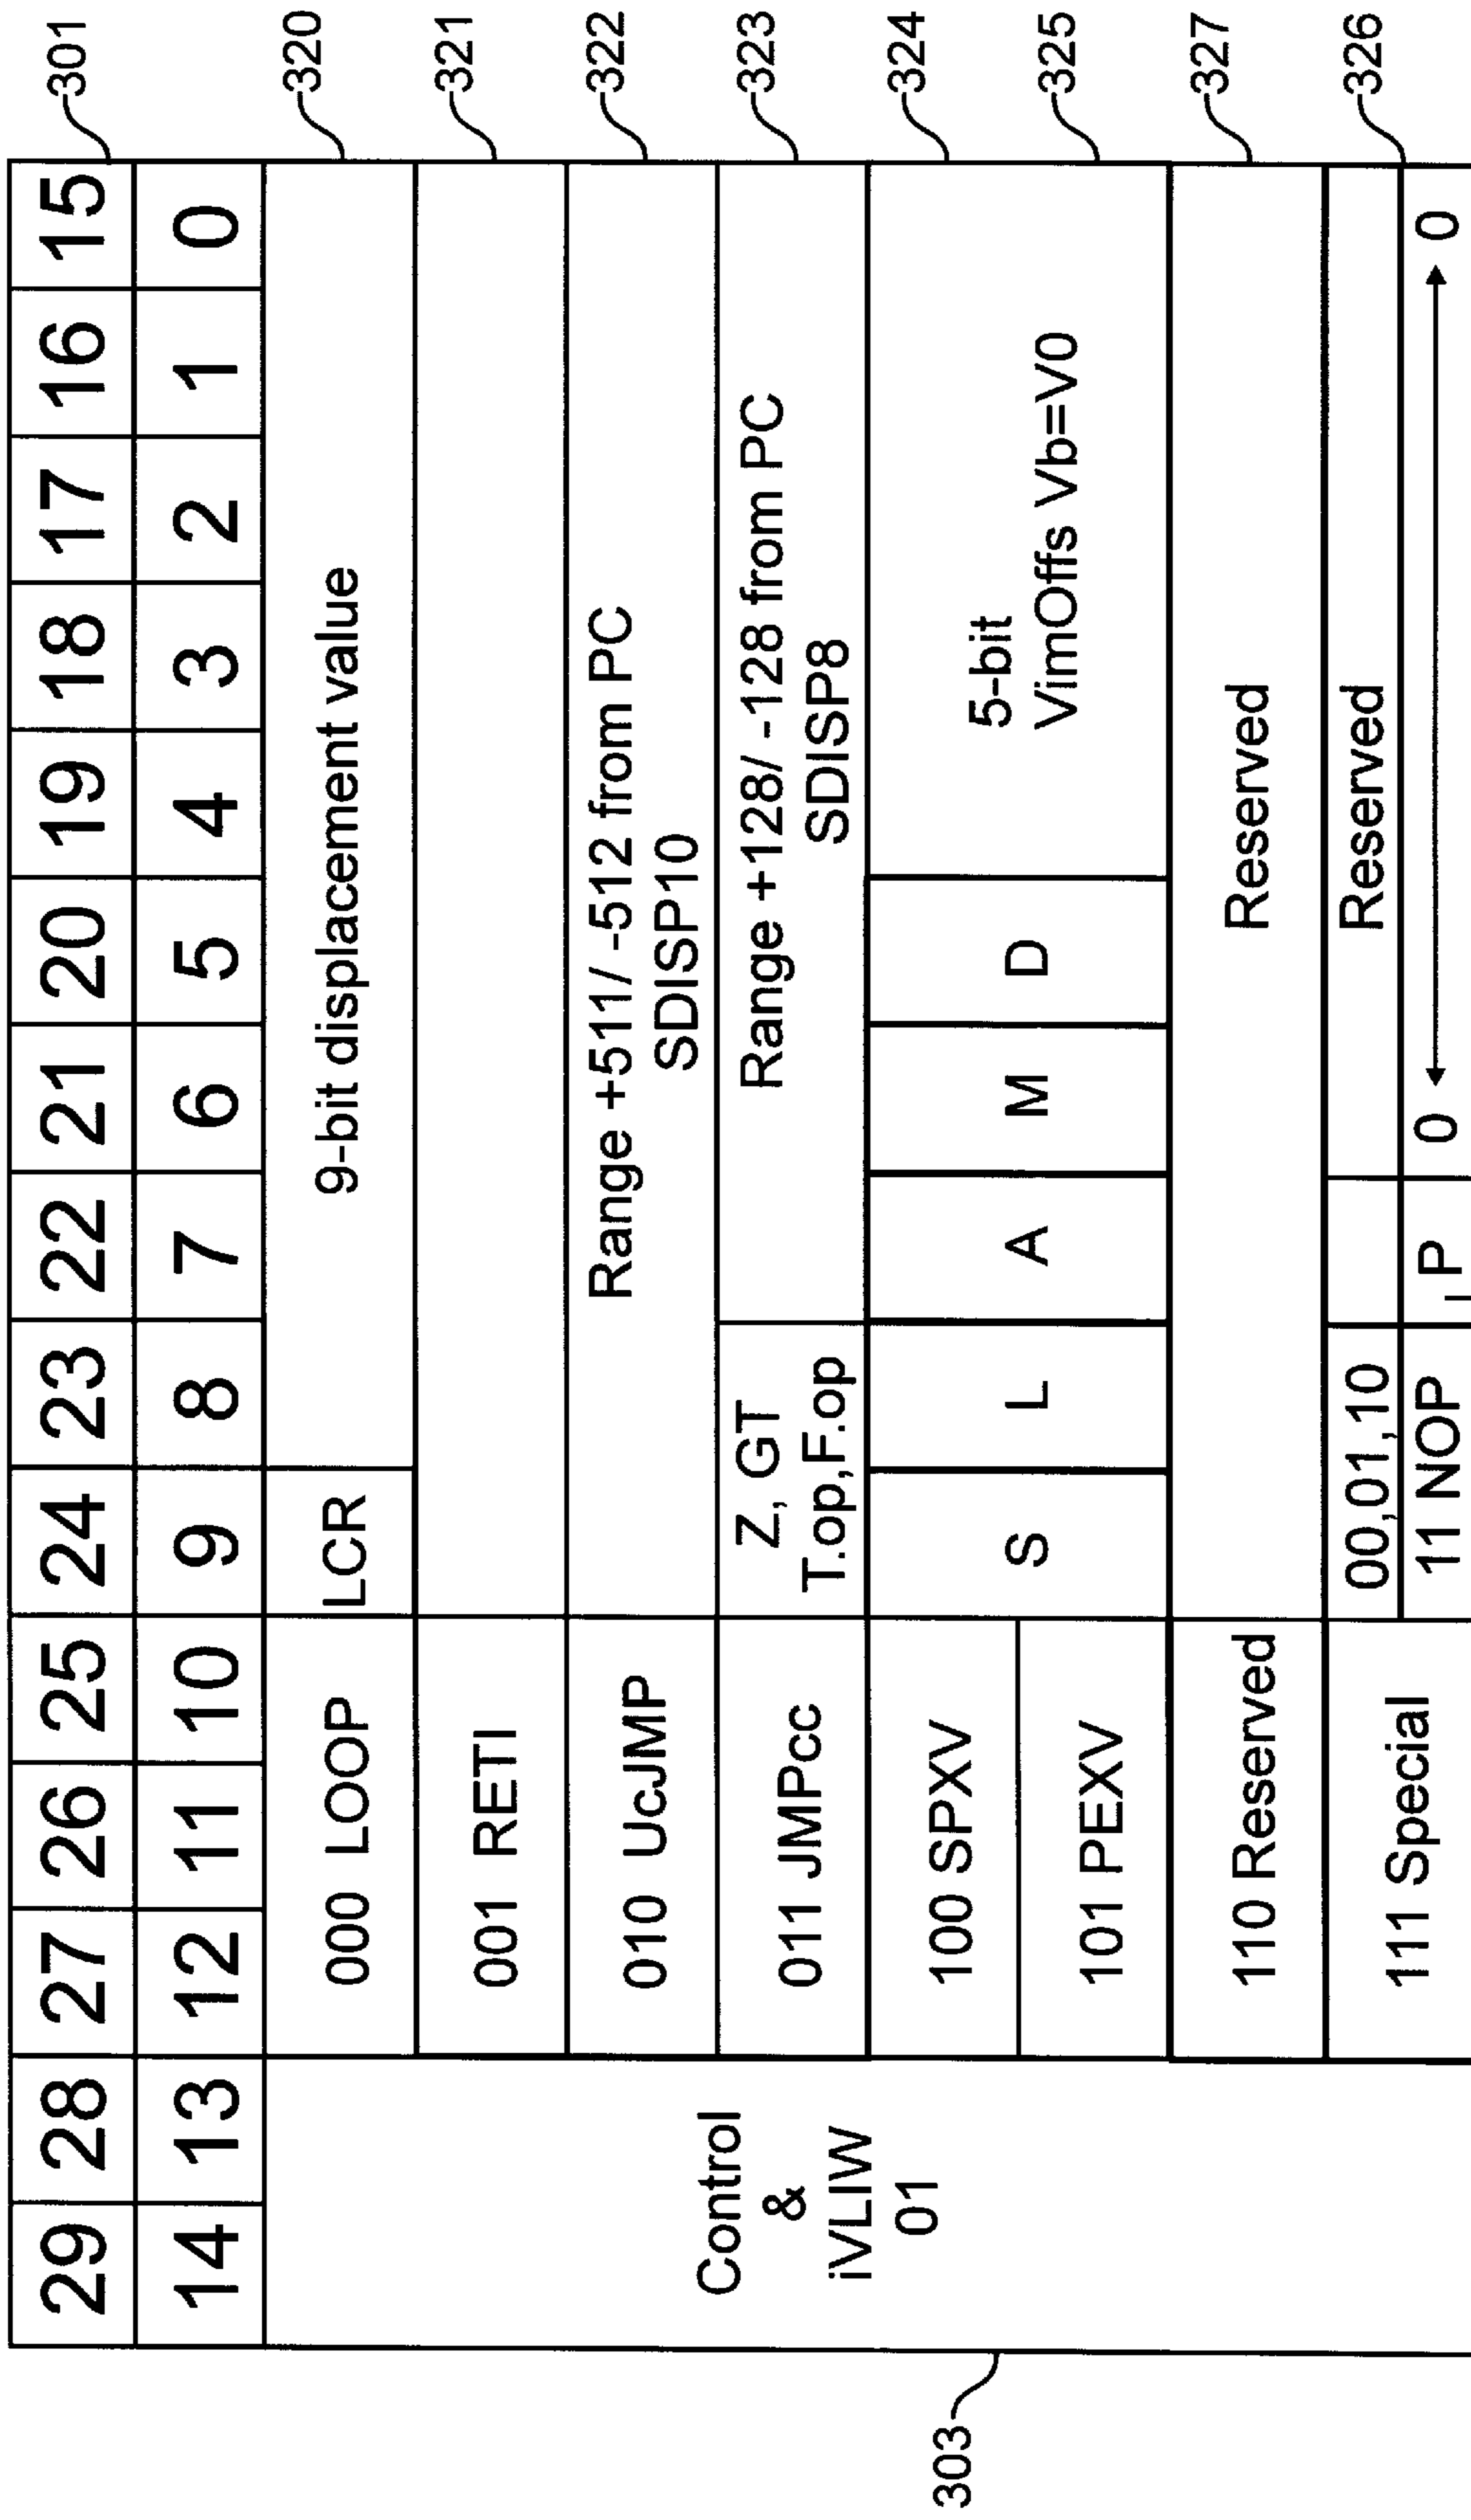 29 28 27 26 25 24 23 22 21 20 19 18 17 16 15 301
14 13 12 11 10 9 8 7 6 5 4 3 2 1 0
303
Control
&
iVLIW
01
000 LOOP LCR 9-bit displacement value 320
001 RETI 321
010 UcJMP Range +511/ -512 from PC 322
SDISP10
011 JMPcc Z, GT Range +128/ -128 from PC 323
T.op,F.op SDISP8
100 SPXV 324
101 PEXV 325
S L A M D 5-bit
VimOffs Vb=V0
110 Reserved Reserved 327
111 Special 00,01,10 Reserved 326
11 NOP P 0 0